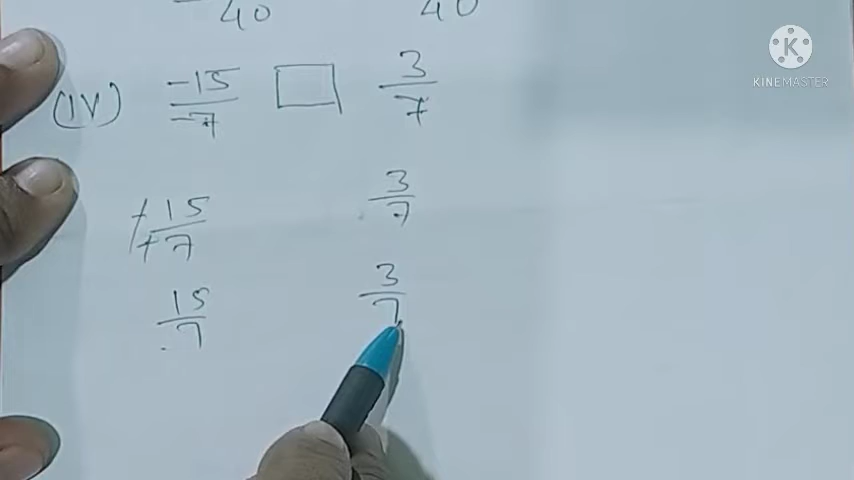 40 40
(IV) -15/-7 □ 3/7
+15/+7 3/7
15/7 3/7
K
KINEMASTER